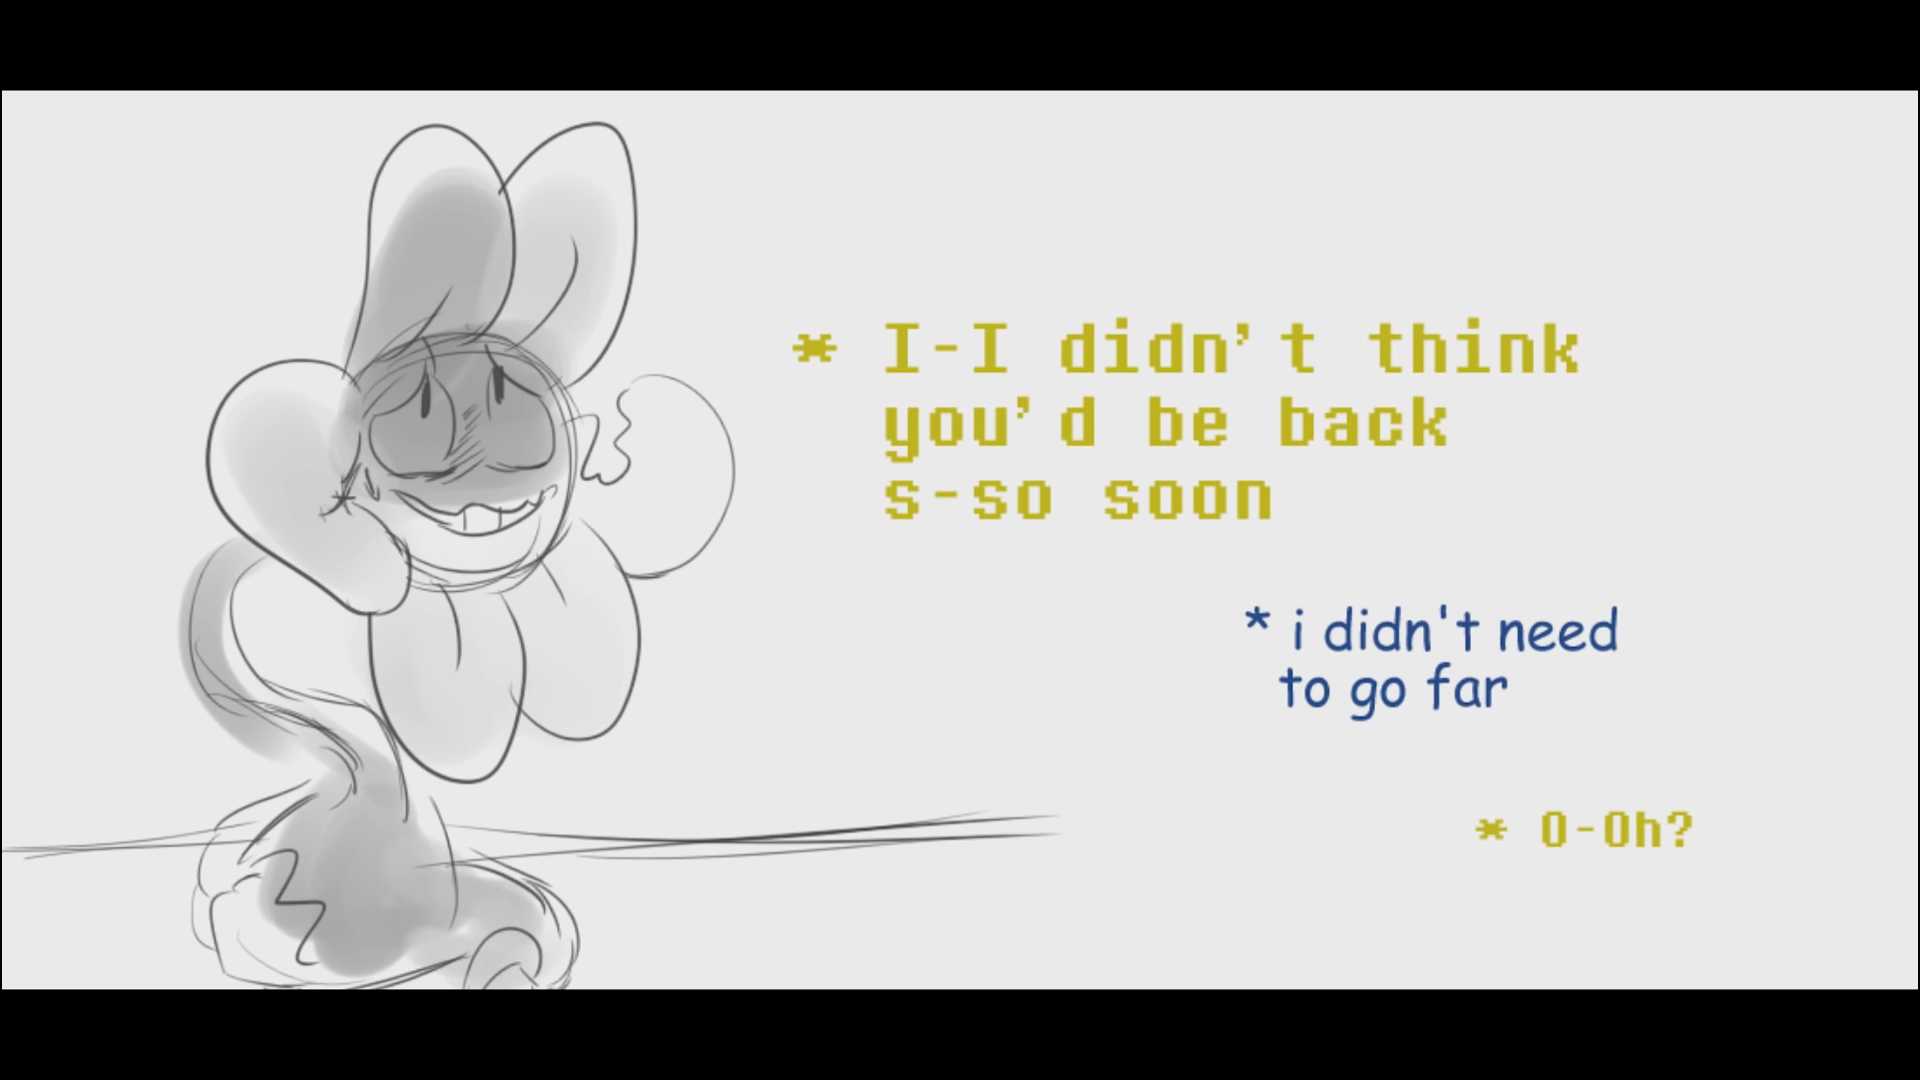 * I-I didn't think
you'd be back
s-so soon
* i didn't need
to go far
* O-Oh?